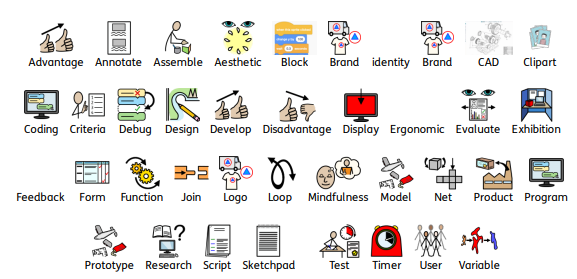 Advantage Annotate Assemble Aesthetic Block Brand identity Brand CAD Clipart
Coding Criteria Debug Design Develop Disadvantage Display Ergonomic Evaluate Exhibition
Feedback Form Function Join Logo Loop Mindfulness Model Net Product Program
Prototype Research Script Sketchpad Test Timer User Variable